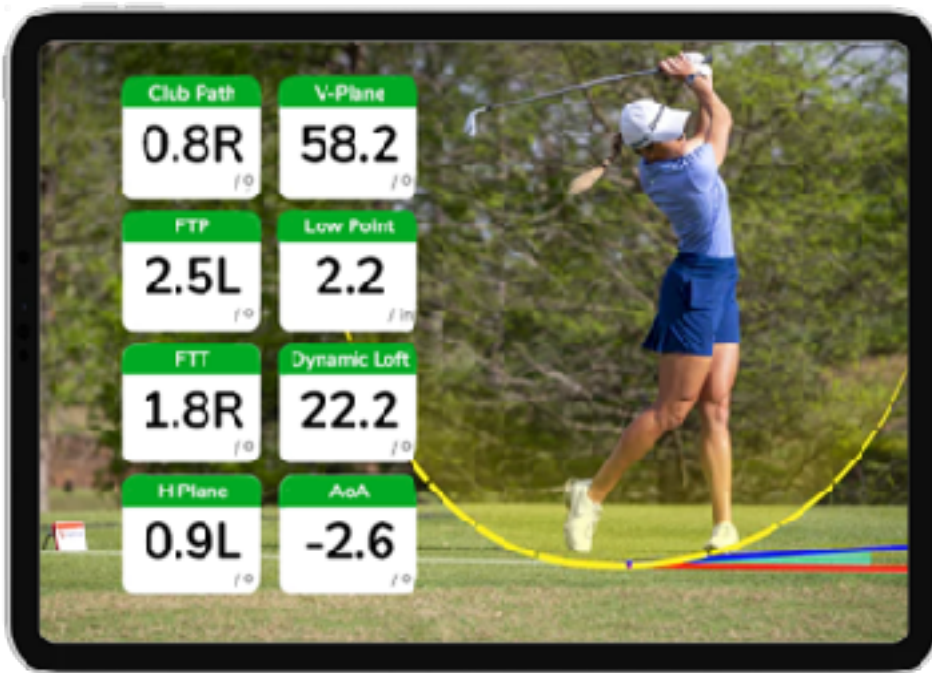 Club Path
0.8R
/ º
V-Plane
58.2
/ º
FTP
2.5L
/ º
Low Point
2.2
/ in
FTT
1.8R
/ º
Dynamic Loft
22.2
/ º
H Plane
0.9L
/ º
AoA
-2.6
/ º